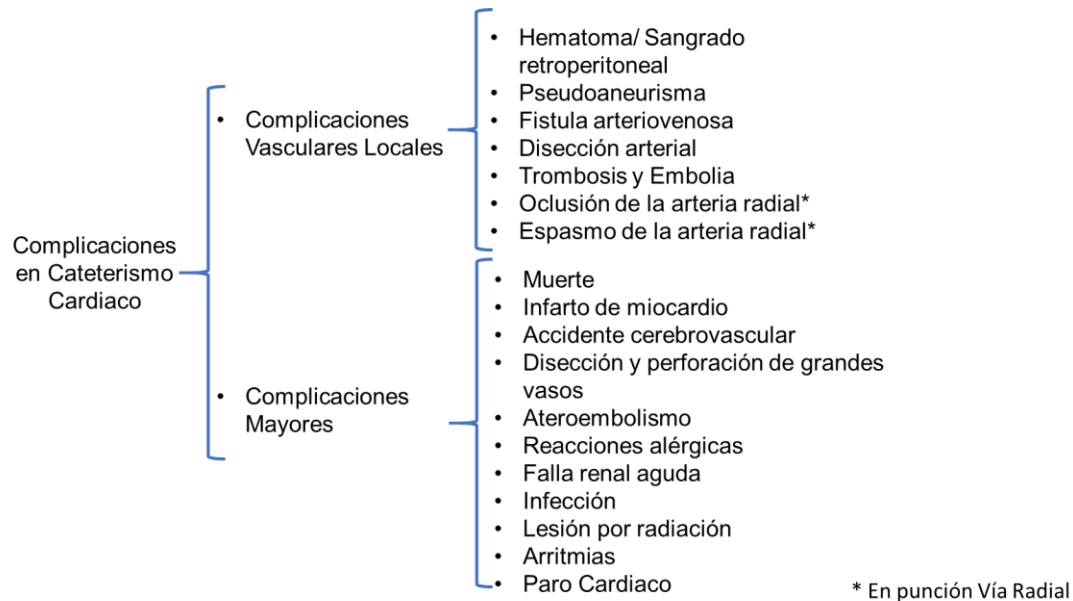 Complicaciones
en Cateterismo
Cardiaco
• Complicaciones
Vasculares Locales
• Hematoma/ Sangrado
retroperitoneal
• Pseudoaneurisma
• Fistula arteriovenosa
• Disección arterial
• Trombosis y Embolia
• Oclusión de la arteria radial*
• Espasmo de la arteria radial*
• Complicaciones
Mayores
• Muerte
• Infarto de miocardio
• Accidente cerebrovascular
• Disección y perforación de grandes
vasos
• Ateroembolismo
• Reacciones alérgicas
• Falla renal aguda
• Infección
• Lesión por radiación
• Arritmias
• Paro Cardiaco
* En punción Vía Radial